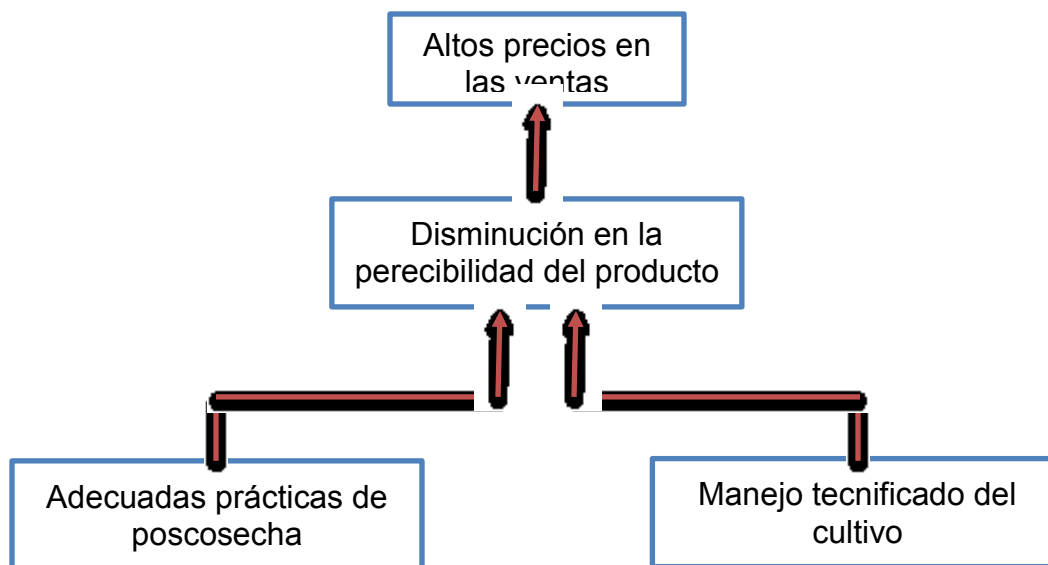 Altos precios en
las ventas
Disminución en la
perecibilidad del producto
Adecuadas prácticas de
poscosecha
Manejo tecnificado del
cultivo